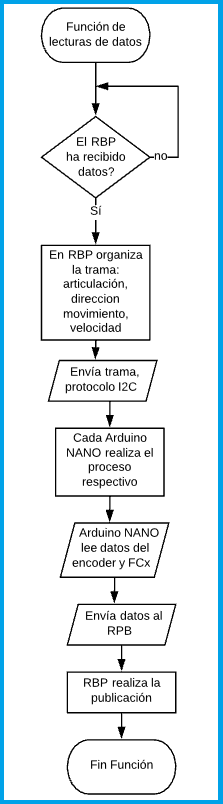 Función de
lecturas de datos
El RBP
ha recibido
datos?
no
Sí
En RBP organiza
la trama:
articulación,
direccion
movimiento,
velocidad
Envía trama,
protocolo I2C
Cada Arduino
NANO realiza el
proceso
respectivo
Arduino NANO
lee datos del
encoder y FCx
Envía datos al
RPB
RBP realiza la
publicación
Fin Función